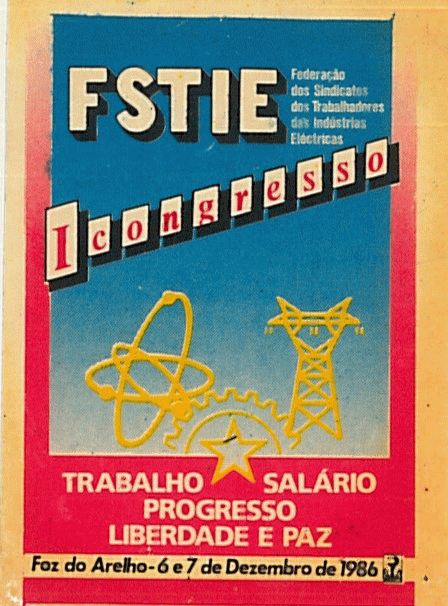 FSTIE
Federação
dos Sindicatos
dos Trabalhadores
das Indústrias
Eléctricas
I congresso
TRABALHO SALÁRIO
PROGRESSO
LIBERDADE E PAZ
Foz do Arelho-6 e 7 de Dezembro de 1986